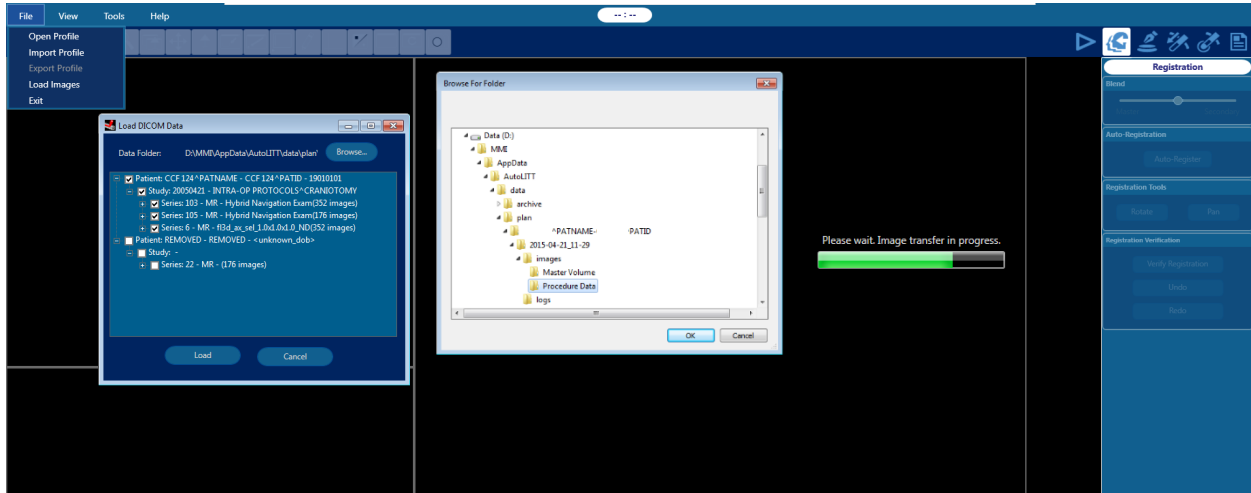 File View Tools Help
--:--
Open Profile
Import Profile
Export Profile
Load Images
Exit
Load DICOM Data
Data Folder: D:\MMI\AppData\AutoLITT\data\plan\ Browse...
Patient: CCF 124^PATNAME - CCF 124^PATID - 19010101
Study: 20050421 - INTRA-OP PROTOCOLS^CRANIOTOMY
Series: 103 - MR - Hybrid Navigation Exam(352 images)
Series: 105 - MR - Hybrid Navigation Exam(176 images)
Series: 6 - MR - fl3d_ax_sel_1.0x1.0x1.0_ND(352 images)
Patient: REMOVED - REMOVED - <unknown_dob>
Study: -
Series: 22 - MR - (176 images)
Load Cancel
Browse For Folder
Data (D:)
MMI
AppData
AutoLITT
data
archive
plan
^PATNAME- ^PATID
2015-04-21_11-29
images
Master Volume
Procedure Data
logs
OK Cancel
Please wait. Image transfer in progress.
Registration
Blend
Auto-Registration
Auto-Register
Registration Tools
Rotate Pan
Registration Verification
Verify Registration
Undo
Redo